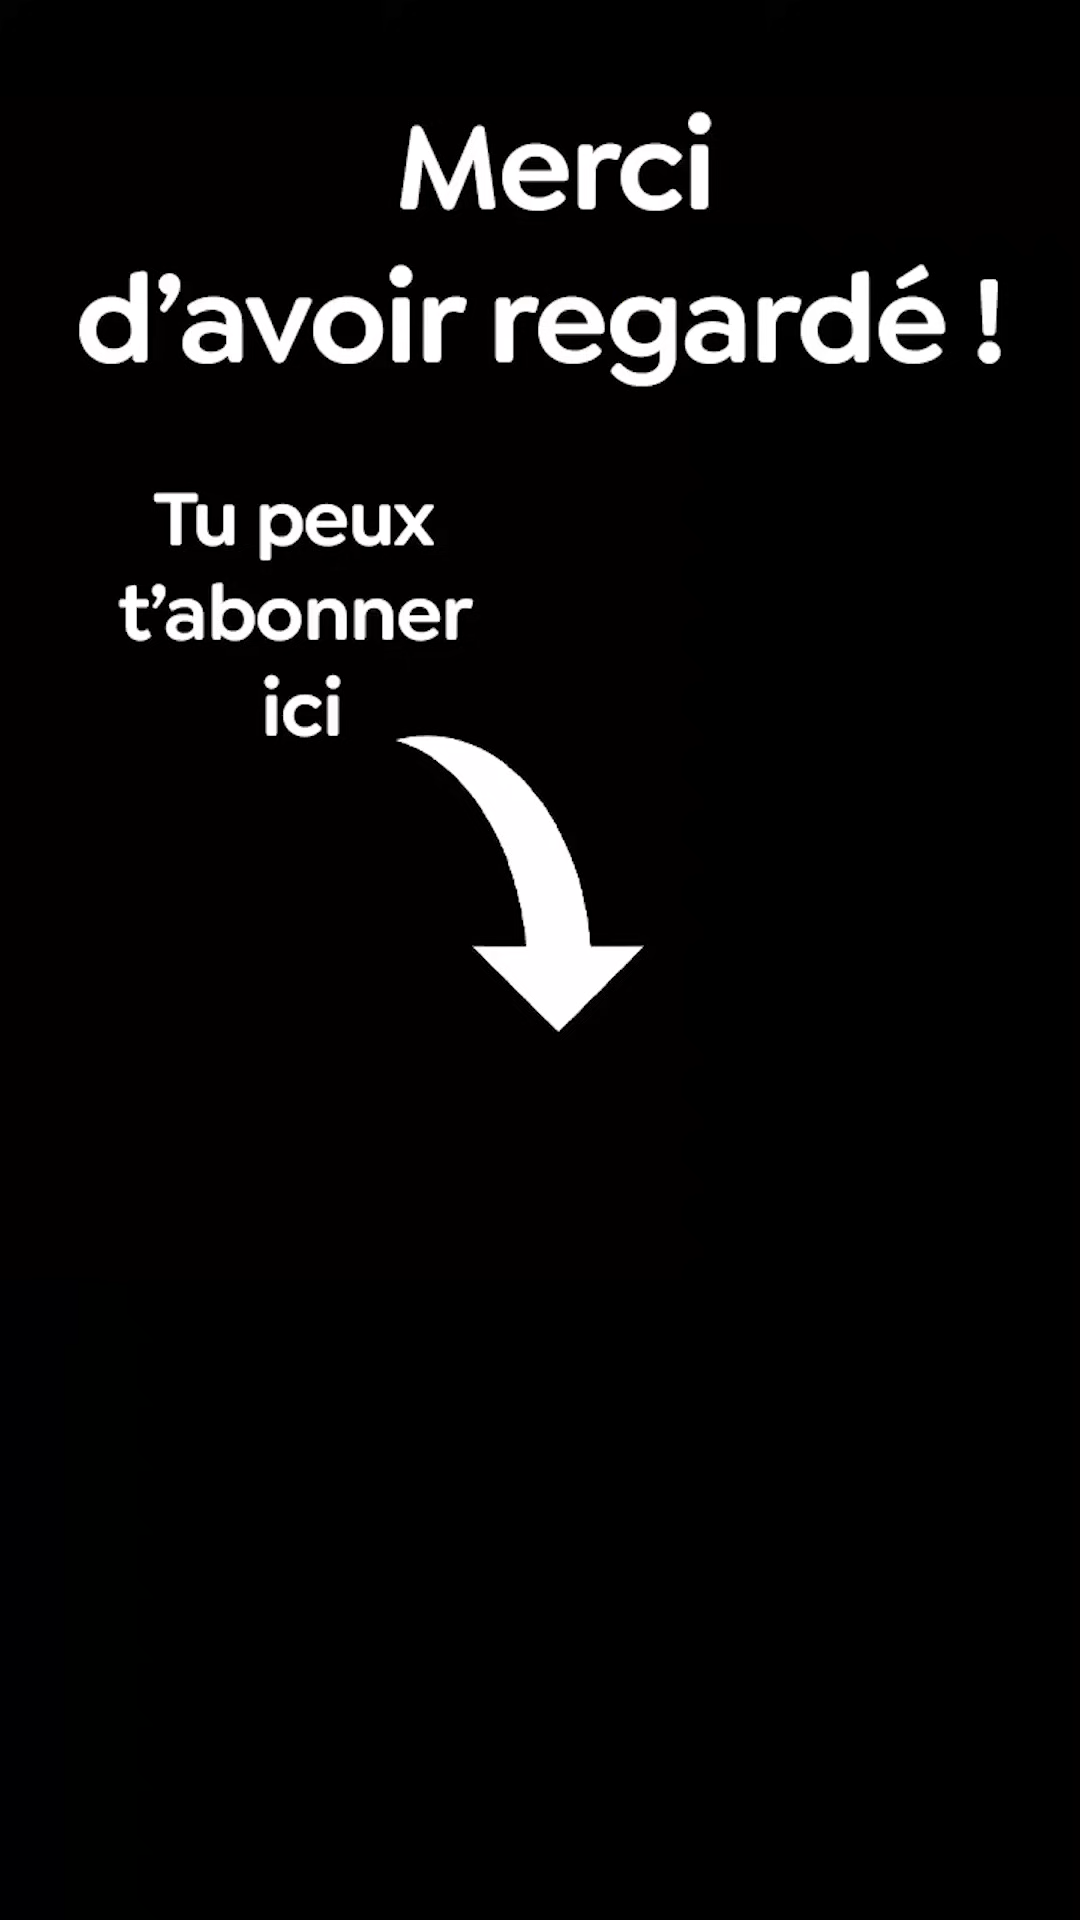 Merci
d’avoir regardé !
Tu peux
t’abonner
ici